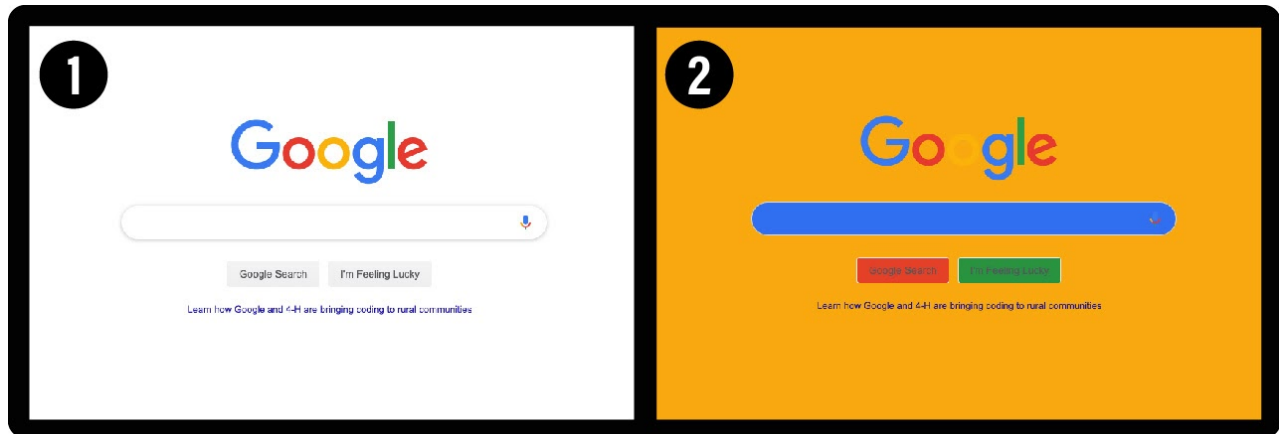 1
Google
Google Search
I'm Feeling Lucky
Learn how Google and 4-H are bringing coding to rural communities
2
Google
Google Search
I'm Feeling Lucky
Learn how Google and 4-H are bringing coding to rural communities